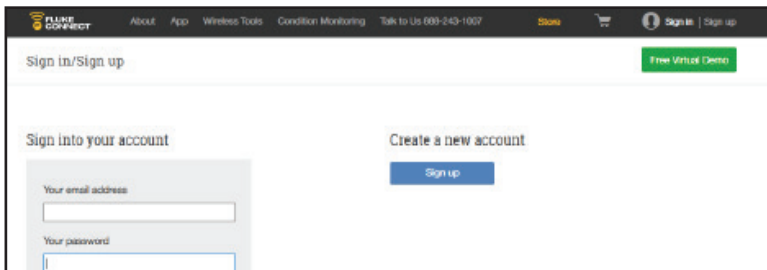 FLUKE CONNECT About App Wireless Tools Condition Monitoring Talk to Us 888-243-1007 Store Sign in | Sign up
Sign in/Sign up Free Virtual Demo
Sign into your account Create a new account
Sign up
Your email address
Your password